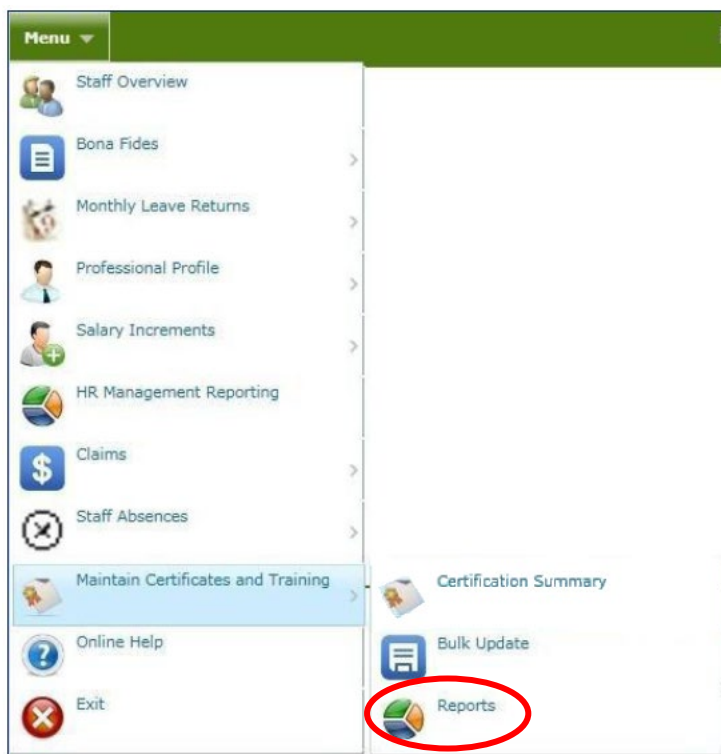 Menu
Staff Overview
Bona Fides
Monthly Leave Returns
Professional Profile
Salary Increments
HR Management Reporting
Claims
Staff Absences
Maintain Certificates and Training
Certification Summary
Online Help
Bulk Update
Exit
Reports